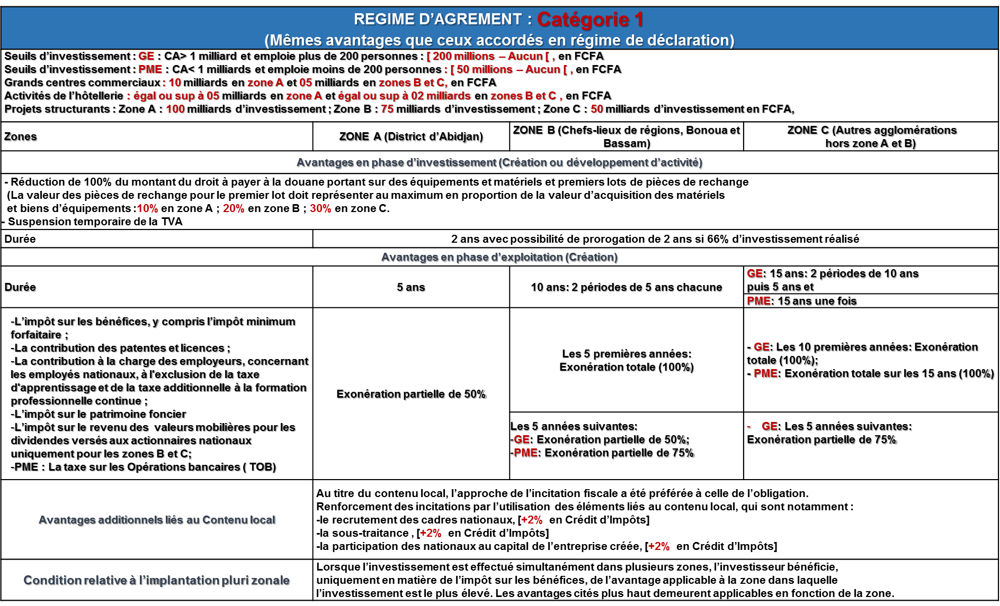 REGIME D’AGREMENT : Catégorie 1
(Mêmes avantages que ceux accordés en régime de déclaration)
Seuils d’investissement : GE : CA> 1 milliard et emploie plus de 200 personnes : [ 200 millions – Aucun [ , en FCFA
Seuils d’investissement : PME : CA< 1 milliards et emploie moins de 200 personnes : [ 50 millions – Aucun [ , en FCFA
Grands centres commerciaux : 10 milliards en zone A et 05 milliards en zones B et C, en FCFA
Activités de l’hôtellerie : égal ou sup à 05 milliards en zone A et égal ou sup à 02 milliards en zones B et C , en FCFA
Projets structurants : Zone A : 100 milliards d’investissement ; Zone B : 75 milliards d’investissement ; Zone C : 50 milliards d’investissement en FCFA,
Zones
ZONE A (District d’Abidjan)
ZONE B (Chefs-lieux de régions, Bonoua et
Bassam)
ZONE C (Autres agglomérations
hors zone A et B)
Avantages en phase d’investissement (Création ou développement d’activité)
- Réduction de 100% du montant du droit à payer à la douane portant sur des équipements et matériels et premiers lots de pièces de rechange
(La valeur des pièces de rechange pour le premier lot doit représenter au maximum en proportion de la valeur d’acquisition des matériels
et biens d’équipements :10% en zone A ; 20% en zone B ; 30% en zone C.
- Suspension temporaire de la TVA
Durée
2 ans avec possibilité de prorogation de 2 ans si 66% d’investissement réalisé
Avantages en phase d’exploitation (Création)
Durée
5 ans
10 ans: 2 périodes de 5 ans chacune
GE: 15 ans: 2 périodes de 10 ans
puis 5 ans et
PME: 15 ans une fois
-L’impôt sur les bénéfices, y compris l’impôt minimum
forfaitaire ;
-La contribution des patentes et licences ;
-La contribution à la charge des employeurs, concernant
les employés nationaux, à l'exclusion de la taxe
d'apprentissage et de la taxe additionnelle à la formation
professionnelle continue ;
-L’impôt sur le patrimoine foncier
-L’impôt sur le revenu des valeurs mobilières pour les
dividendes versés aux actionnaires nationaux
uniquement pour les zones B et C;
-PME : La taxe sur les Opérations bancaires ( TOB)
Exonération partielle de 50%
Les 5 premières années:
Exonération totale (100%)
- GE: Les 10 premières années: Exonération
totale (100%);
- PME: Exonération totale sur les 15 ans (100%)
Les 5 années suivantes:
-GE: Exonération partielle de 50%;
-PME: Exonération partielle de 75%
- GE: Les 5 années suivantes:
Exonération partielle de 75%
Avantages additionnels liés au Contenu local
Au titre du contenu local, l’approche de l’incitation fiscale a été préférée à celle de l’obligation.
Renforcement des incitations par l’utilisation des éléments liés au contenu local, qui sont notamment :
-le recrutement des cadres nationaux, [+2% en Crédit d’Impôts]
-la sous-traitance , [+2% en Crédit d’Impôts]
-la participation des nationaux au capital de l’entreprise créée, [+2% en Crédit d’Impôts]
Condition relative à l’implantation pluri zonale
Lorsque l’investissement est effectué simultanément dans plusieurs zones, l’investisseur bénéficie,
uniquement en matière de l’impôt sur les bénéfices, de l’avantage applicable à la zone dans laquelle
l’investissement est le plus élevé. Les avantages cités plus haut demeurent applicables en fonction de la zone.